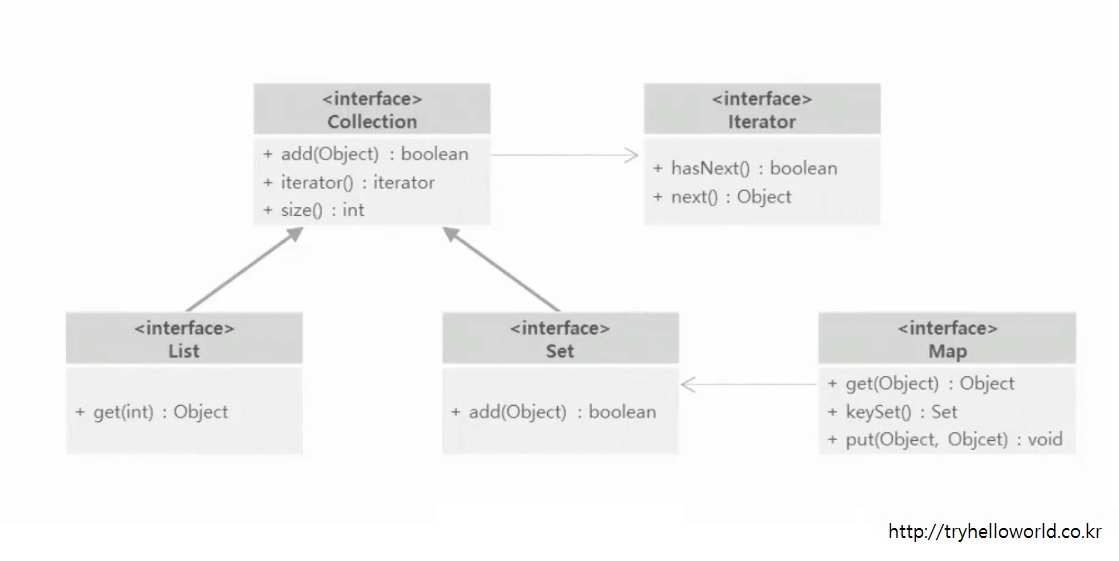 <interface>
Collection
+ add(Object) : boolean
+ iterator() : iterator
+ size() : int
<interface>
Iterator
+ hasNext() : boolean
+ next() : Object
<interface>
List
+ get(int) : Object
<interface>
Set
+ add(Object) : boolean
<interface>
Map
+ get(Object) : Object
+ keySet() : Set
+ put(Object, Objcet) : void
http://tryhelloworld.co.kr